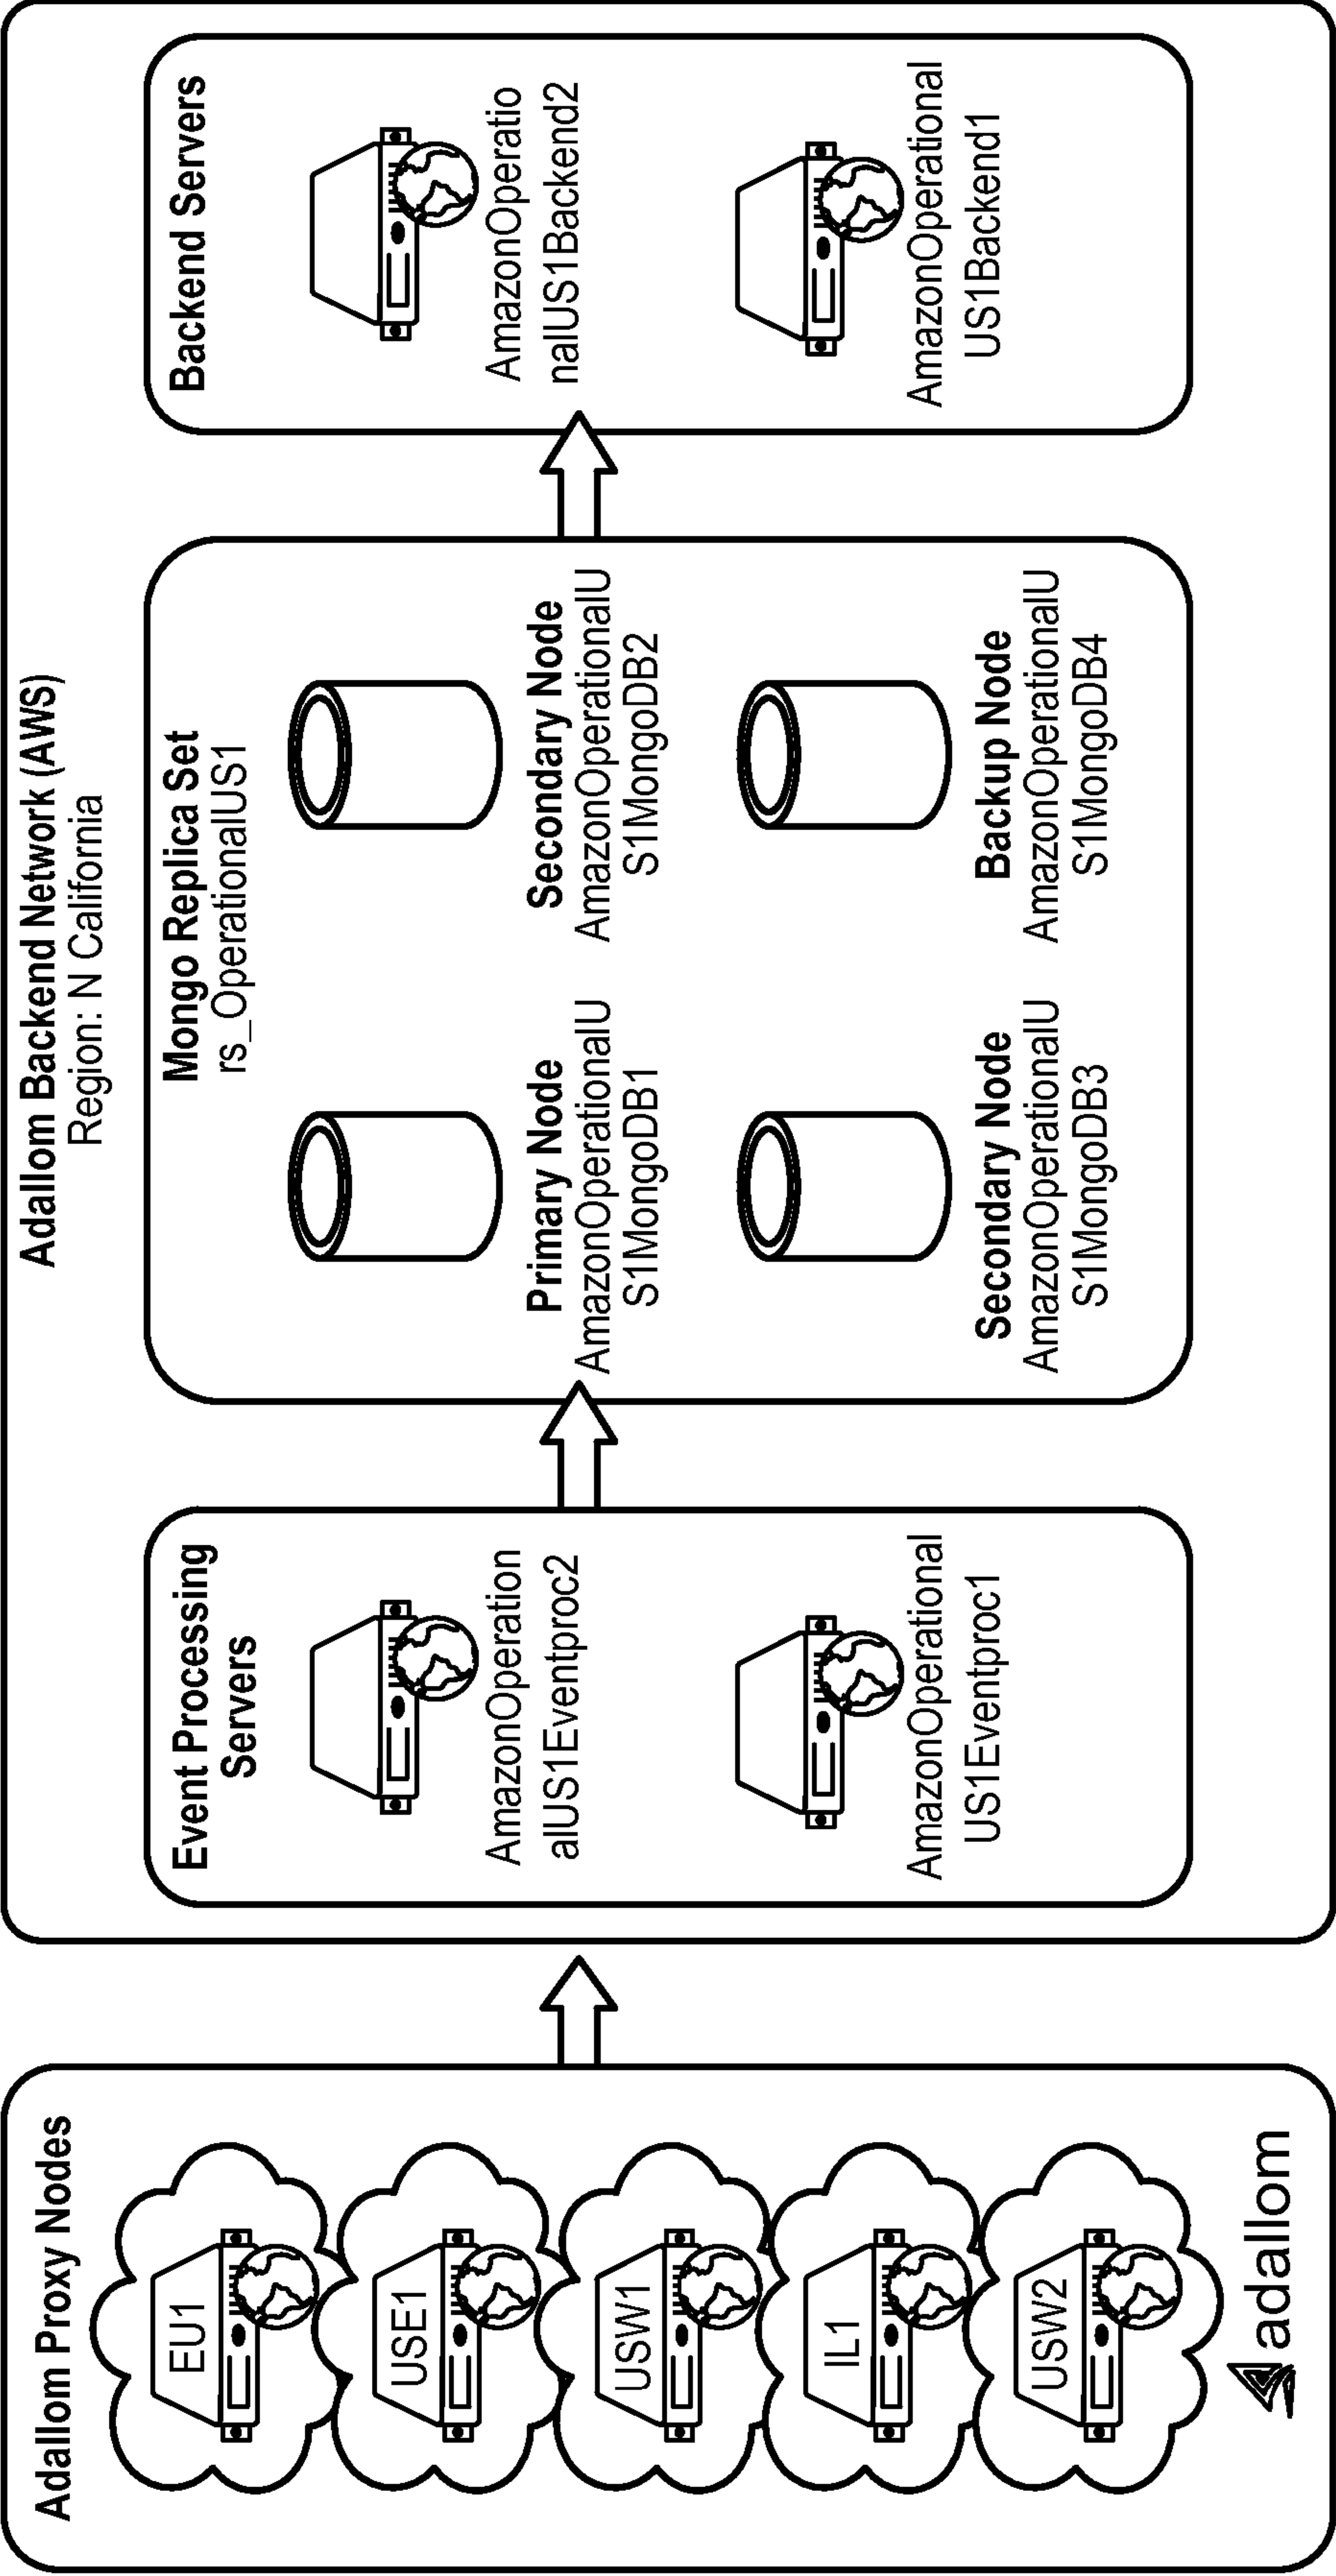 Adallom Proxy Nodes
EU1
USE1
USW1
IL1
USW2
adallom
Adallom Backend Network (AWS)
Region: N California
Event Processing
Servers
AmazonOperation
alUS1Eventproc2
AmazonOperational
US1Eventproc1
Mongo Replica Set
rs_OperationalUS1
Primary Node
AmazonOperationalU
S1MongoDB1
Secondary Node
AmazonOperationalU
S1MongoDB2
Secondary Node
AmazonOperationalU
S1MongoDB3
Backup Node
AmazonOperationalU
S1MongoDB4
Backend Servers
AmazonOperatio
nalUS1Backend2
AmazonOperational
US1Backend1